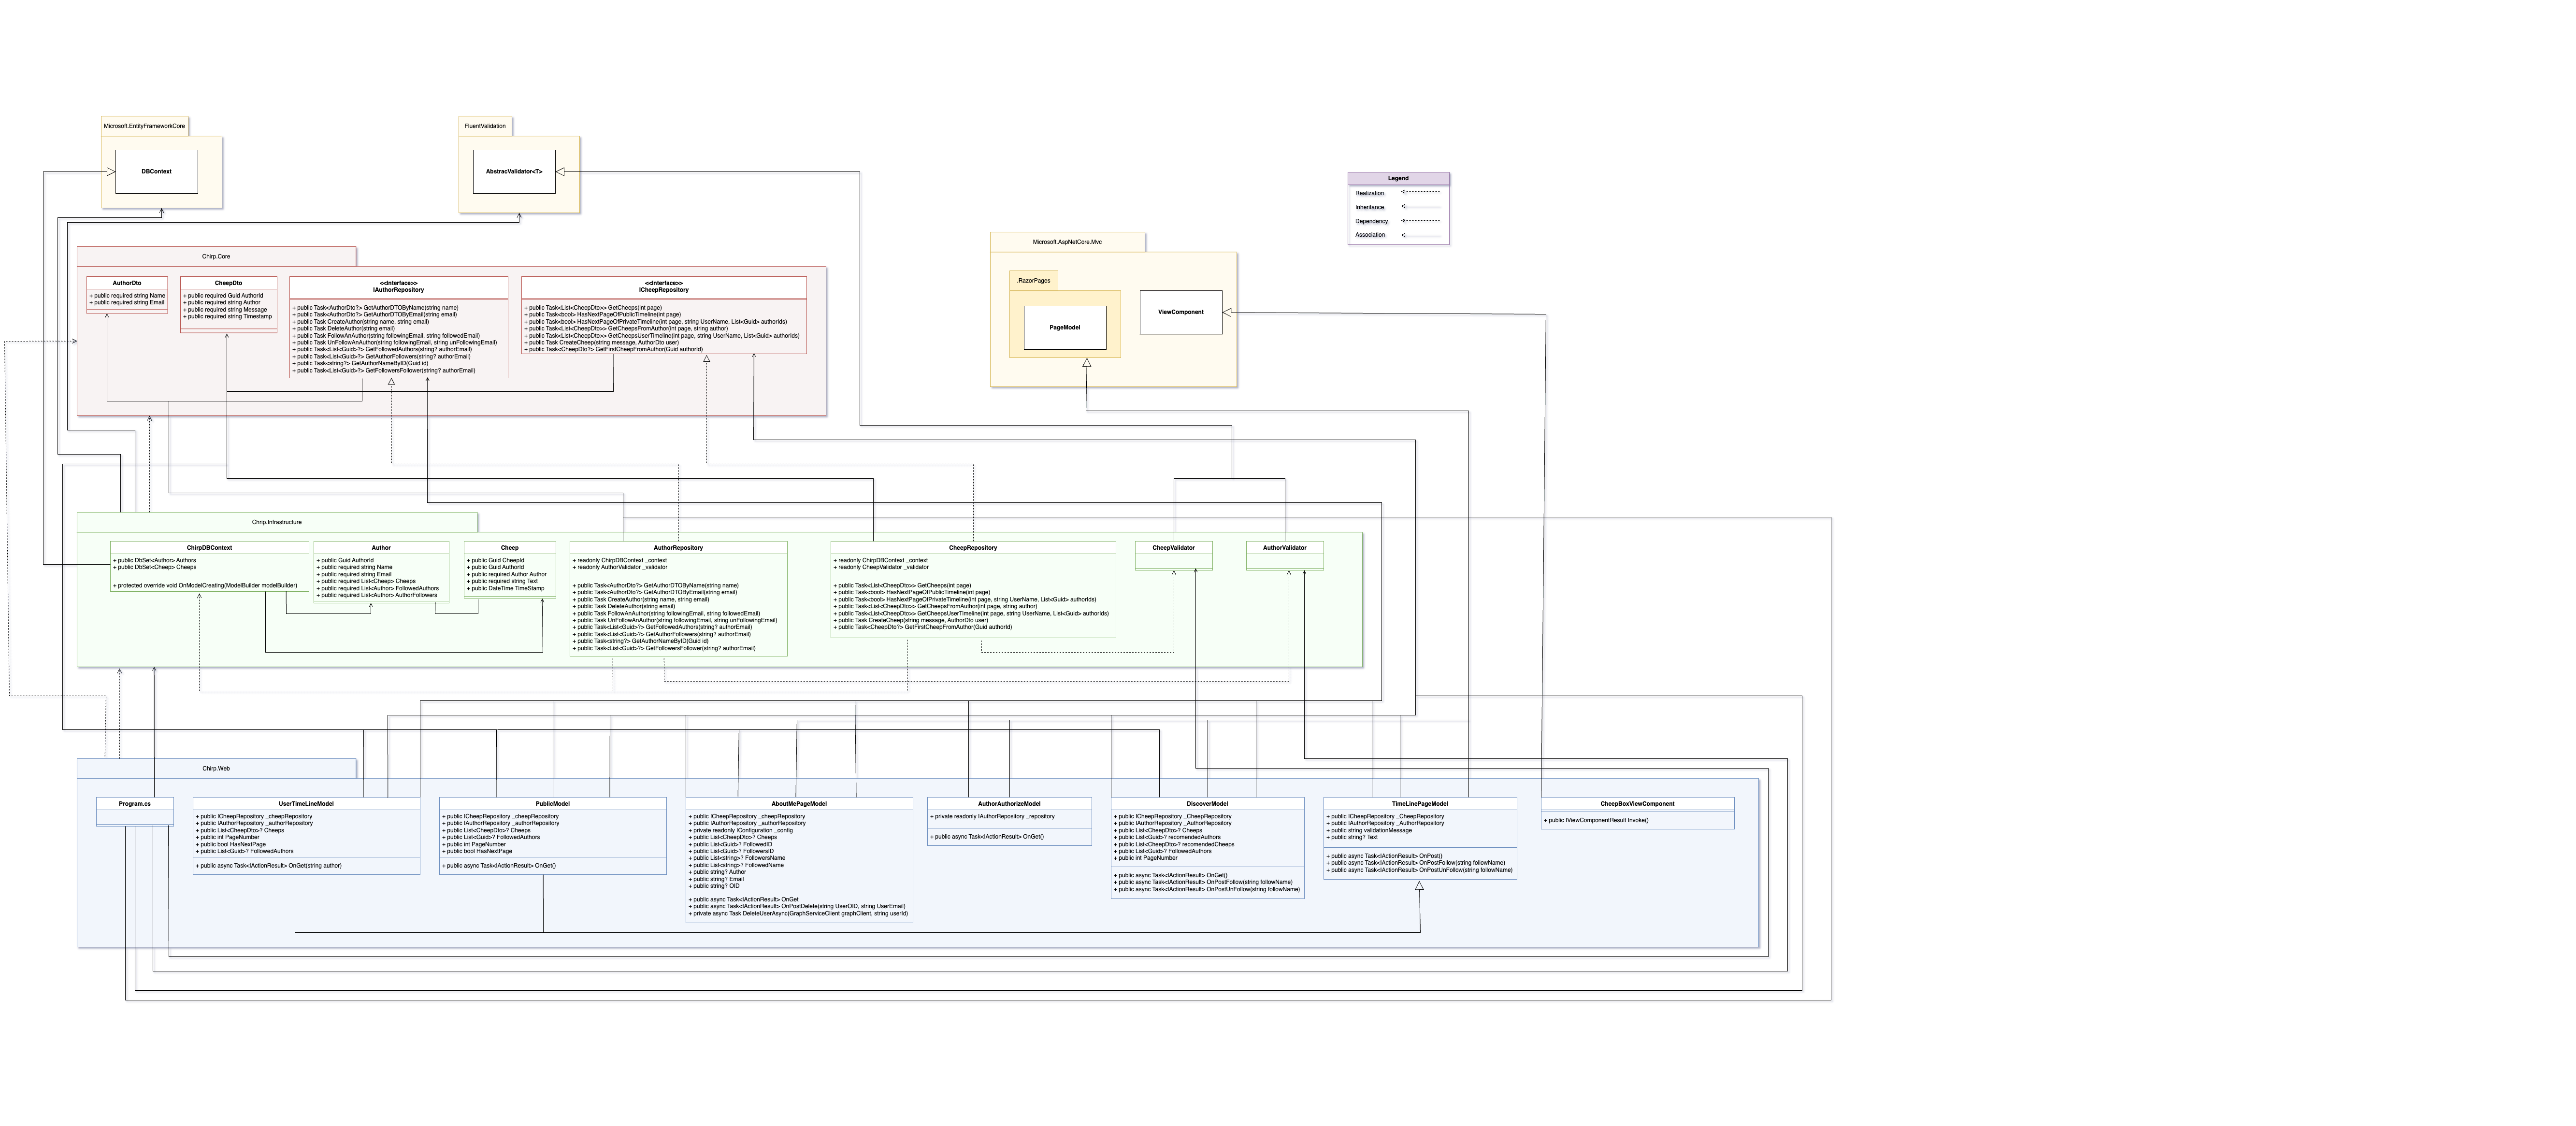 Microsoft.EntityFrameworkCore
DBContext
FluentValidation
AbstracValidator<T>
Legend
Realization
Inheritance
Dependency
Association
Microsoft.AspNetCore.Mvc
.RazorPages
PageModel
ViewComponent
Chirp.Core
AuthorDto
+ public required string Name
+ public required string Email
CheepDto
+ public required Guid AuthorId
+ public required string Author
+ public required string Message
+ public required string Timestamp
<<Interface>>
IAuthorRepository
+ public Task<AuthorDto?> GetAuthorDTOByName(string name)
+ public Task<AuthorDto?> GetAuthorDTOByEmail(string email)
+ public Task CreateAuthor(string name, string email)
+ public Task DeleteAuthor(string email)
+ public Task FollowAnAuthor(string followingEmail, string followedEmail)
+ public Task UnFollowAnAuthor(string followingEmail, string unFollowingEmail)
+ public Task<List<Guid>?> GetFollowedAuthors(string? authorEmail)
+ public Task<List<Guid>?> GetAuthorFollowers(string? authorEmail)
+ public Task<string?> GetAuthorNameByID(Guid id)
+ public Task<List<Guid>?> GetFollowersFollower(string? authorEmail)
<<Interface>>
ICheepRepository
+ public Task<List<CheepDto>> GetCheeps(int page)
+ public Task<bool> HasNextPageOfPublicTimeline(int page)
+ public Task<bool> HasNextPageOfPrivateTimeline(int page, string UserName, List<Guid> authorIds)
+ public Task<List<CheepDto>> GetCheepsFromAuthor(int page, string author)
+ public Task<List<CheepDto>> GetCheepsUserTimeline(int page, string UserName, List<Guid> authorIds)
+ public Task CreateCheep(string message, AuthorDto user)
+ public Task<CheepDto?> GetFirstCheepFromAuthor(Guid authorId)
Chrip.Infrastructure
ChirpDBContext
+ public DbSet<Author> Authors
+ public DbSet<Cheep> Cheeps
+ protected override void OnModelCreating(ModelBuilder modelBuilder)
Author
+ public Guid AuthorId
+ public required string Name
+ public required string Email
+ public required List<Cheep> Cheeps
+ public required List<Author> FollowedAuthors
+ public required List<Author> AuthorFollowers
Cheep
+ public Guid CheepId
+ public Guid AuthorId
+ public required Author Author
+ public required string Text
+ public DateTime TimeStamp
AuthorRepository
+ readonly ChirpDBContext _context
+ readonly AuthorValidator _validator
+ public Task<AuthorDto?> GetAuthorDTOByName(string name)
+ public Task<AuthorDto?> GetAuthorDTOByEmail(string email)
+ public Task CreateAuthor(string name, string email)
+ public Task DeleteAuthor(string email)
+ public Task FollowAnAuthor(string followingEmail, string followedEmail)
+ public Task UnFollowAnAuthor(string followingEmail, string unFollowingEmail)
+ public Task<List<Guid>?> GetFollowedAuthors(string? authorEmail)
+ public Task<List<Guid>?> GetAuthorFollowers(string? authorEmail)
+ public Task<string?> GetAuthorNameByID(Guid id)
+ public Task<List<Guid>?> GetFollowersFollower(string? authorEmail)
CheepRepository
+ readonly ChirpDBContext _context
+ readonly CheepValidator _validator
+ public Task<List<CheepDto>> GetCheeps(int page)
+ public Task<bool> HasNextPageOfPublicTimeline(int page)
+ public Task<bool> HasNextPageOfPrivateTimeline(int page, string UserName, List<Guid> authorIds)
+ public Task<List<CheepDto>> GetCheepsFromAuthor(int page, string author)
+ public Task<List<CheepDto>> GetCheepsUserTimeline(int page, string UserName, List<Guid> authorIds)
+ public Task CreateCheep(string message, AuthorDto user)
+ public Task<CheepDto?> GetFirstCheepFromAuthor(Guid authorId)
CheepValidator
AuthorValidator
Chirp.Web
Program.cs
UserTimeLineModel
+ public ICheepRepository _cheepRepository
+ public IAuthorRepository _authorRepository
+ public List<CheepDto>? Cheeps
+ public int PageNumber
+ public bool HasNextPage
+ public List<Guid>? FollowedAuthors
+ public async Task<IActionResult> OnGet(string author)
PublicModel
+ public ICheepRepository _cheepRepository
+ public IAuthorRepository _authorRepository
+ public List<CheepDto>? Cheeps
+ public List<Guid>? FollowedAuthors
+ public int PageNumber
+ public bool HasNextPage
+ public async Task<IActionResult> OnGet()
AboutMePageModel
+ public ICheepRepository _cheepRepository
+ public IAuthorRepository _authorRepository
+ private readonly IConfiguration _config
+ public List<CheepDto>? Cheeps
+ public List<Guid>? FollowedID
+ public List<Guid>? FollowersID
+ public List<string>? FollowersName
+ public List<string>? FollowedName
+ public string? Author
+ public string? Email
+ public string? OID
+ public async Task<IActionResult> OnGet
+ public async Task<IActionResult> OnPostDelete(string UserOID, string UserEmail)
+ private async Task DeleteUserAsync(GraphServiceClient graphClient, string userid)
AuthorAuthorizeModel
+ private readonly IAuthorRepository _repository
+ public async Task<IActionResult> OnGet()
DiscoverModel
+ public ICheepRepository _CheepRepository
+ public IAuthorRepository _AuthorRepository
+ public List<CheepDto>? Cheeps
+ public List<Guid>? recomendedAuthors
+ public List<CheepDto>? recomendedCheeps
+ public List<Guid>? FollowedAuthors
+ public int PageNumber
+ public async Task<IActionResult> OnGet()
+ public async Task<IActionResult> OnPostFollow(string followName)
+ public async Task<IActionResult> OnPostUnFollow(string followName)
TimeLinePageModel
+ public ICheepRepository _CheepRepository
+ public IAuthorRepository _AuthorRepository
+ public string validationMessage
+ public string? Text
+ public async Task<IActionResult> OnPost()
+ public async Task<IActionResult> OnPostFollow(string followName)
+ public async Task<IActionResult> OnPostUnFollow(string followName)
CheepBoxViewComponent
+ public IViewComponentResult Invoke()